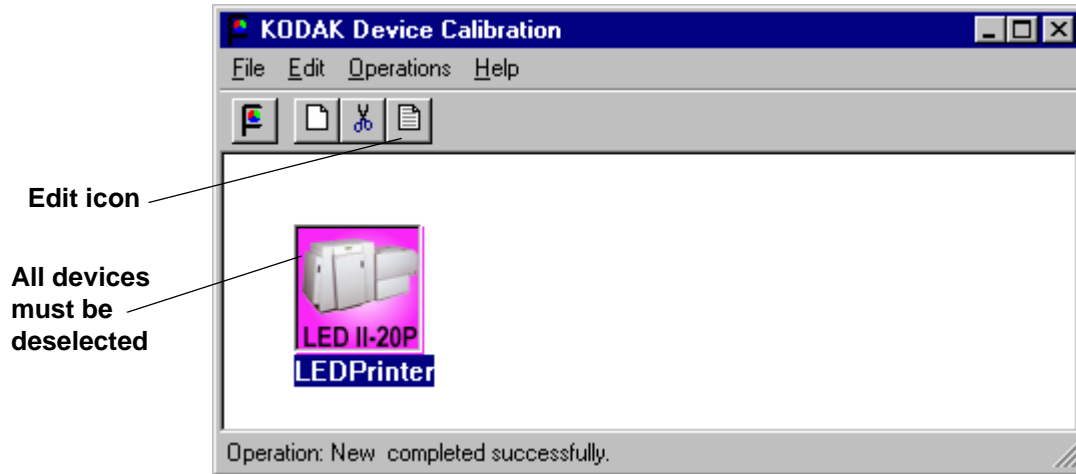 KODAK Device Calibration
File Edit Operations Help
Edit icon
All devices
must be
deselected
LED II-20P
LEDPrinter
Operation: New completed successfully.